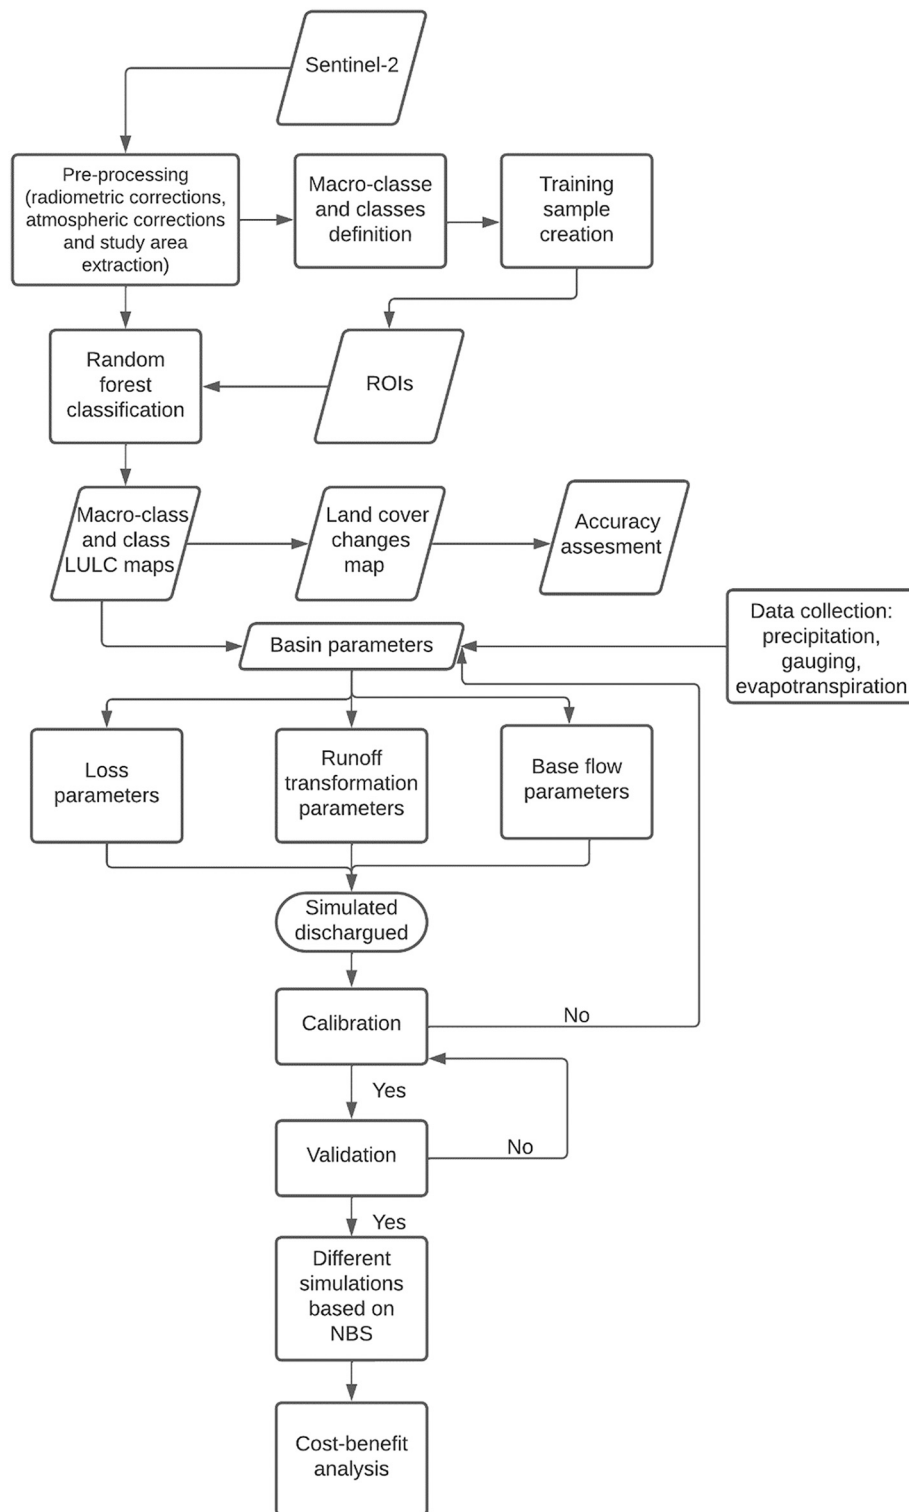 Sentinel-2
Pre-processing
(radiometric corrections,
atmospheric corrections
and study area
extraction)
Macro-classe
and classes
definition
Training
sample
creation
Random
forest
classification
ROIs
Macro-class
and class
LULC maps
Land cover
changes
map
Accuracy
assesment
Data collection:
precipitation,
gauging,
evapotranspiration
Basin parameters
Loss
parameters
Runoff
transformation
parameters
Base flow
parameters
Simulated
dischargued
Calibration
No
Yes
Validation
No
Yes
Different
simulations
based on
NBS
Cost-benefit
analysis